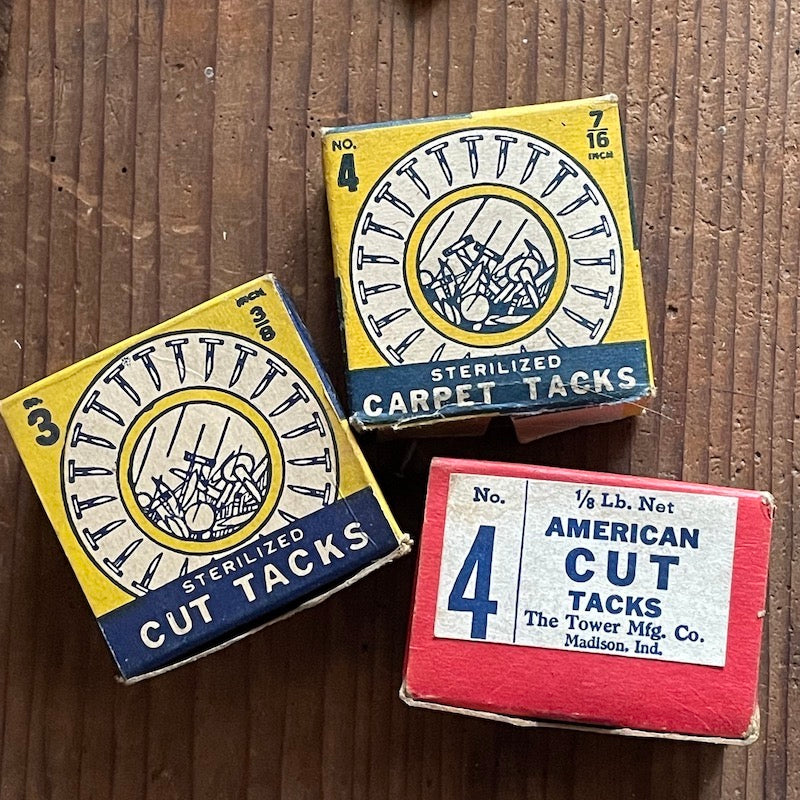 NO.
4
7/16
INCH
STERILIZED
CARPET TACKS
3
3/8
INCH
STERILIZED
CUT TACKS
No.
4
1/8 Lb. Net
AMERICAN
CUT
TACKS
The Tower Mfg. Co.
Madison, Ind.